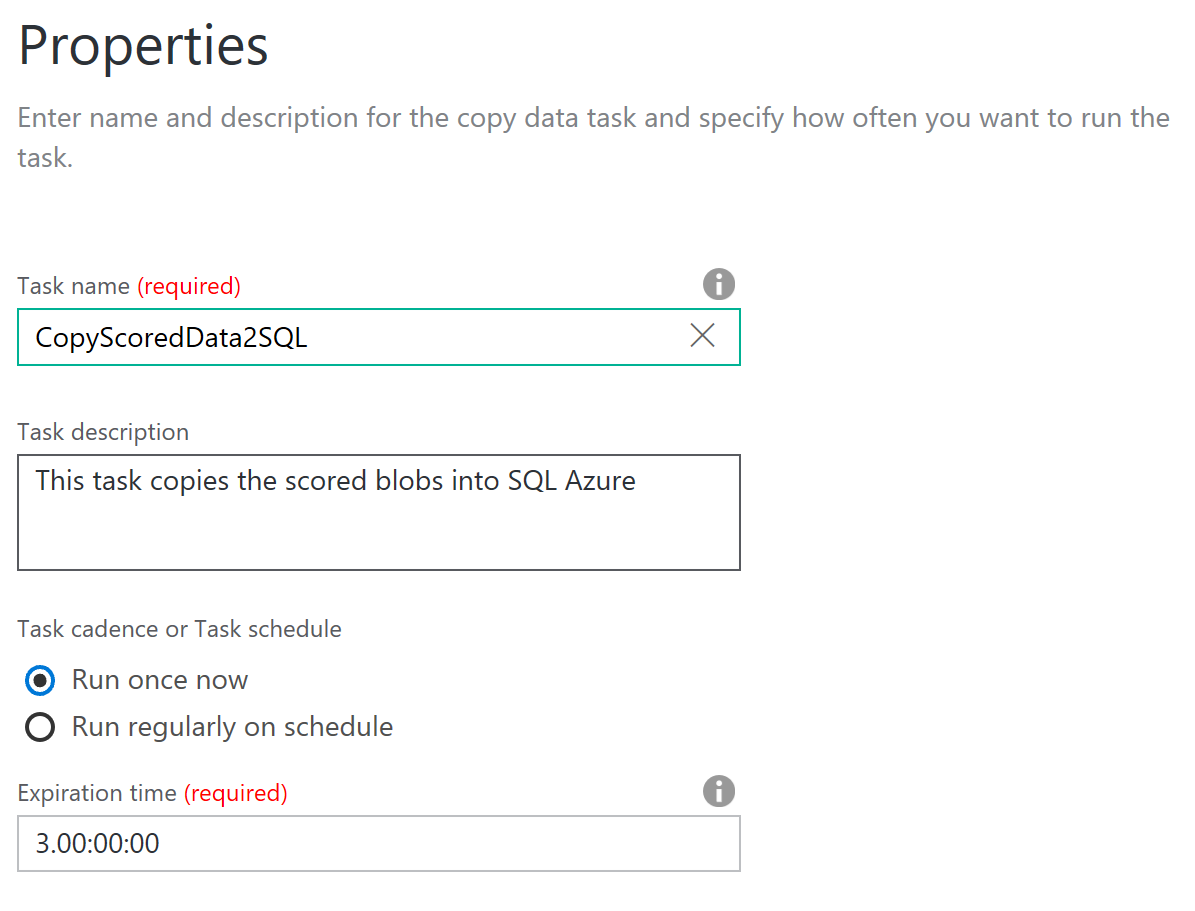 Properties
Enter name and description for the copy data task and specify how often you want to run the
task.
Task name (required)
CopyScoredData2SQL
Task description
This task copies the scored blobs into SQL Azure
Task cadence or Task schedule
Run once now
Run regularly on schedule
Expiration time (required)
3.00:00:00